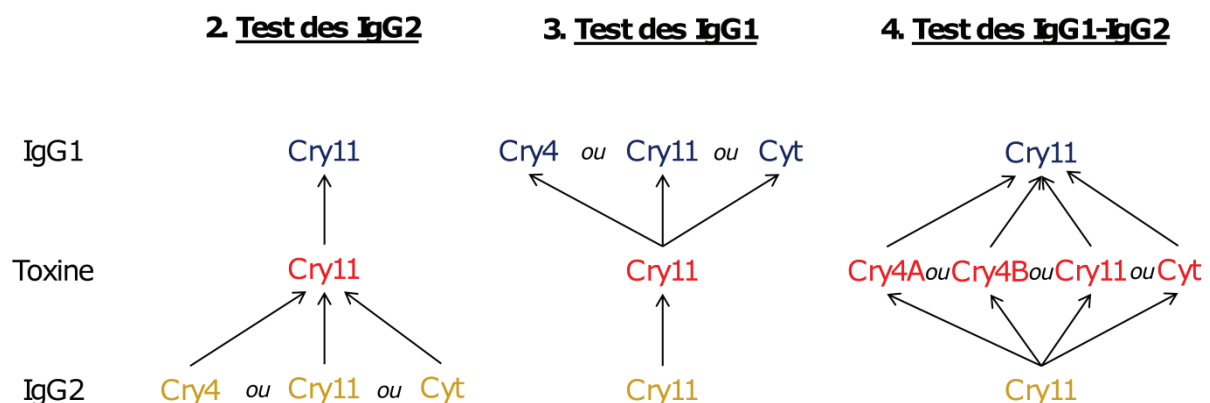 2. Test des IgG2 3. Test des IgG1 4. Test des IgG1-IgG2
IgG1 Cry11 Cry4 ou Cry11 ou Cyt Cry11
Toxine Cry11 Cry11 Cry4A ou Cry4B ou Cry11 ou Cyt
IgG2 Cry4 ou Cry11 ou Cyt Cry11 Cry11